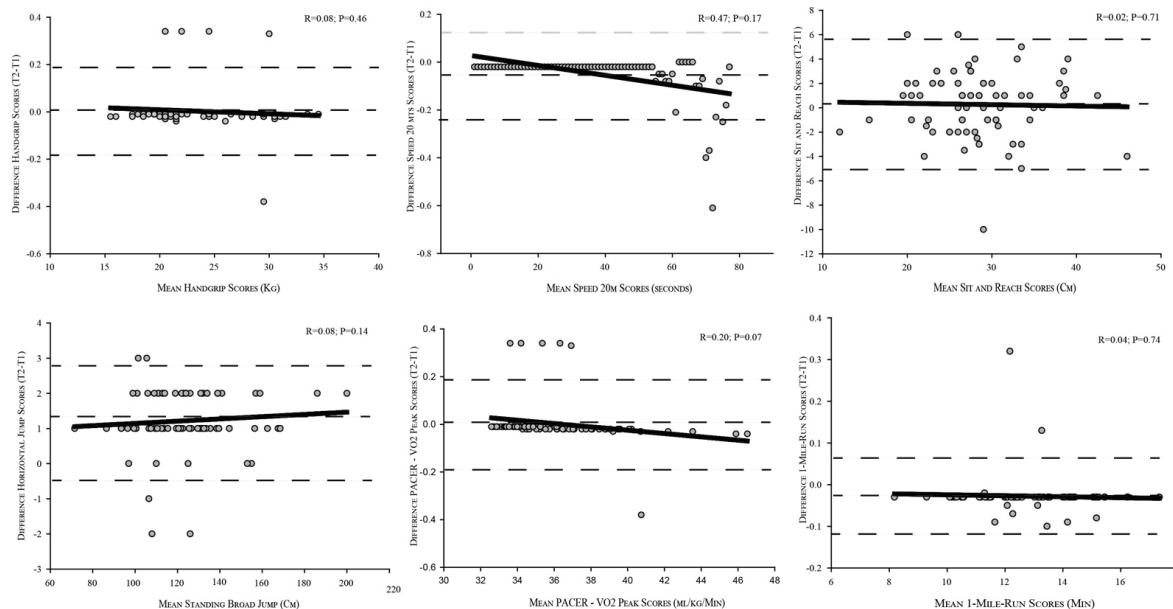 R=0.08; P=0.46
Difference Handgrip Scores (T2-T1)
0.4
0.2
0.0
-0.2
-0.4
-0.6
10 15 20 25 30 35 40
Mean Handgrip Scores (Kg)
R=0.47; P=0.17
Difference Speed 20 mts Scores (T2-T1)
0.2
0.0
-0.2
-0.4
-0.6
-0.8
0 20 40 60 80
Mean Speed 20m Scores (seconds)
R=0.02; P=0.71
Difference Sit and Reach Scores (T2-T1)
8
6
4
2
0
-2
-4
-6
-8
-10
-12
10 20 30 40 50
Mean Sit and Reach Scores (Cm)
R=0.08; P=0.14
Difference Horizontal Jump Scores (T2-T1)
4
3
2
1
0
-1
-2
-3
60 80 100 120 140 160 180 200 220
Mean Standing Broad Jump (Cm)
R=0.20; P=0.07
Difference PACER - VO2 Peak Scores (T2-T1)
0.4
0.2
0.0
-0.2
-0.4
-0.6
30 32 34 36 38 40 42 44 46 48
Mean PACER - VO2 Peak Scores (ml/kg/Min)
R=0.04; P=0.74
Difference 1-Mile-Run Scores (T2-T1)
0.4
0.3
0.2
0.1
0.0
-0.1
-0.2
6 8 10 12 14 16
Mean 1-Mile-Run Scores (Min)